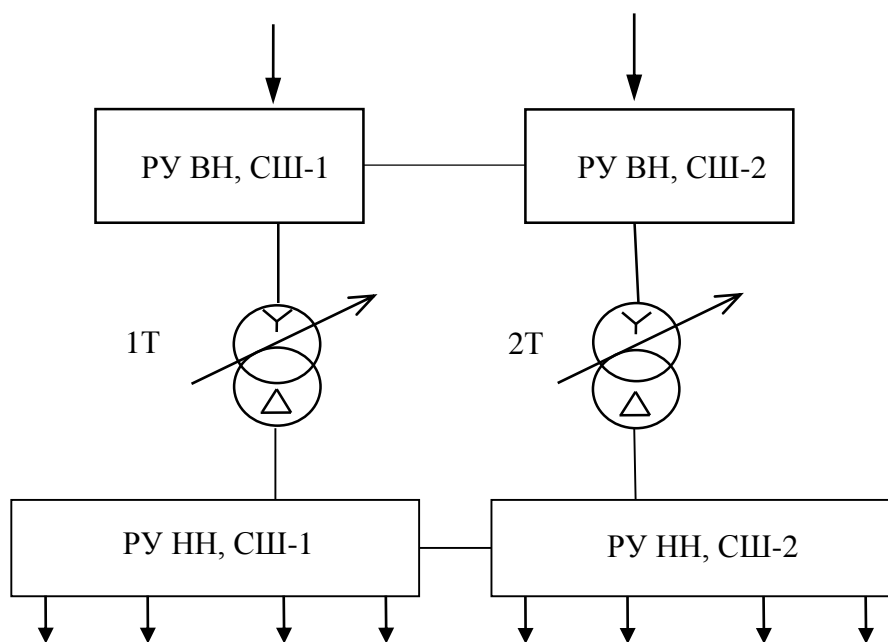 РУ ВН, СШ-1
РУ ВН, СШ-2
1Т
2Т
РУ НН, СШ-1
РУ НН, СШ-2